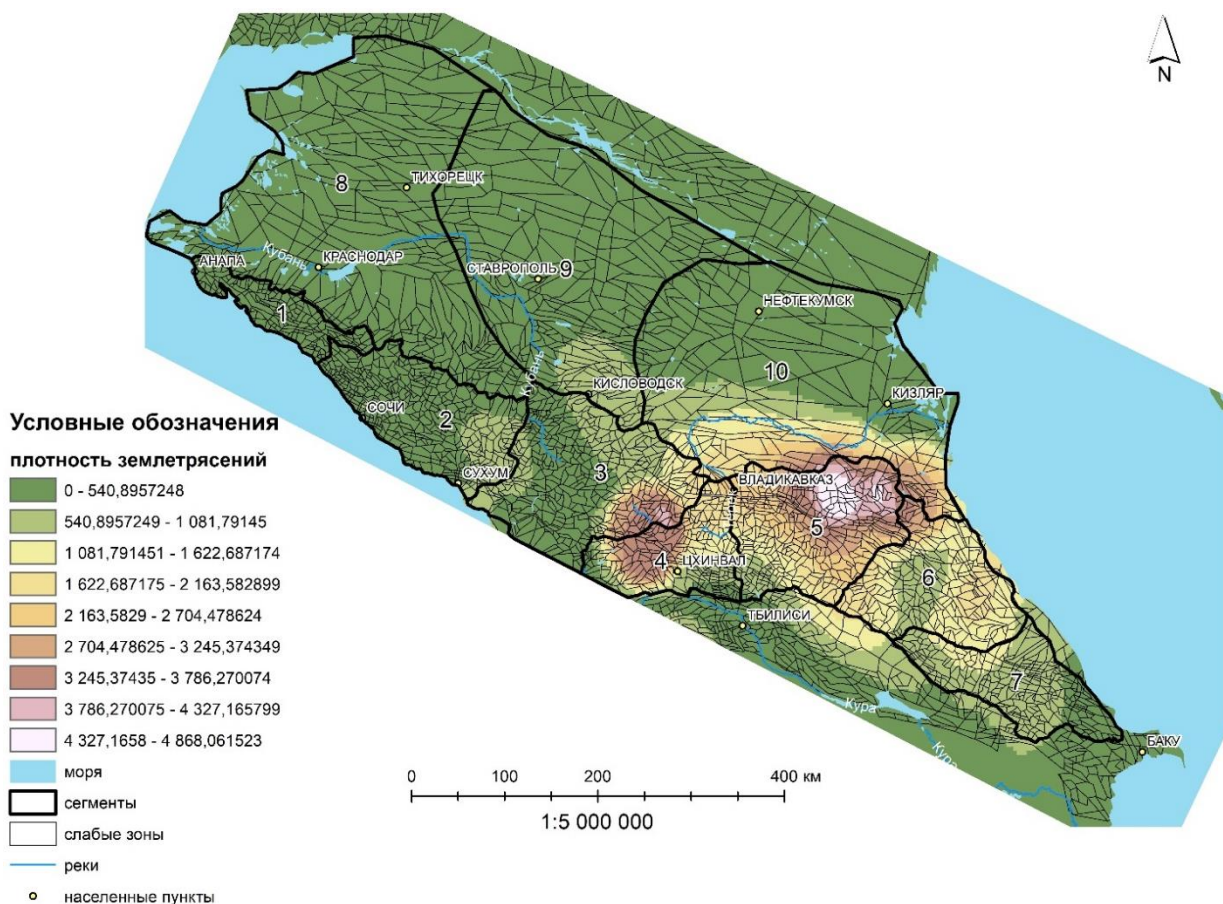 N
8
ТИХОРЕЦК
Кубань
КРАСНОДАР
АНАПА
СТАВРОПОЛЬ
9
НЕФТЕКУМСК
1
Кубань
КИСЛОВОДСК
10
КИЗЛЯР
СОЧИ
2
СУХУМ
3
ВЛАДИКАВКАЗ
5
4
ЦХИНВАЛ
6
ТБИЛИСИ
7
Кура
Кура
БАКУ
Условные обозначения
плотность землетрясений
0 - 540,8957248
540,8957249 - 1 081,79145
1 081,791451 - 1 622,687174
1 622,687175 - 2 163,582899
2 163,5829 - 2 704,478624
2 704,478625 - 3 245,374349
3 245,37435 - 3 786,270074
3 786,270075 - 4 327,165799
4 327,1658 - 4 868,061523
моря
сегменты
слабые зоны
реки
населенные пункты
0 100 200 400 км
1:5 000 000